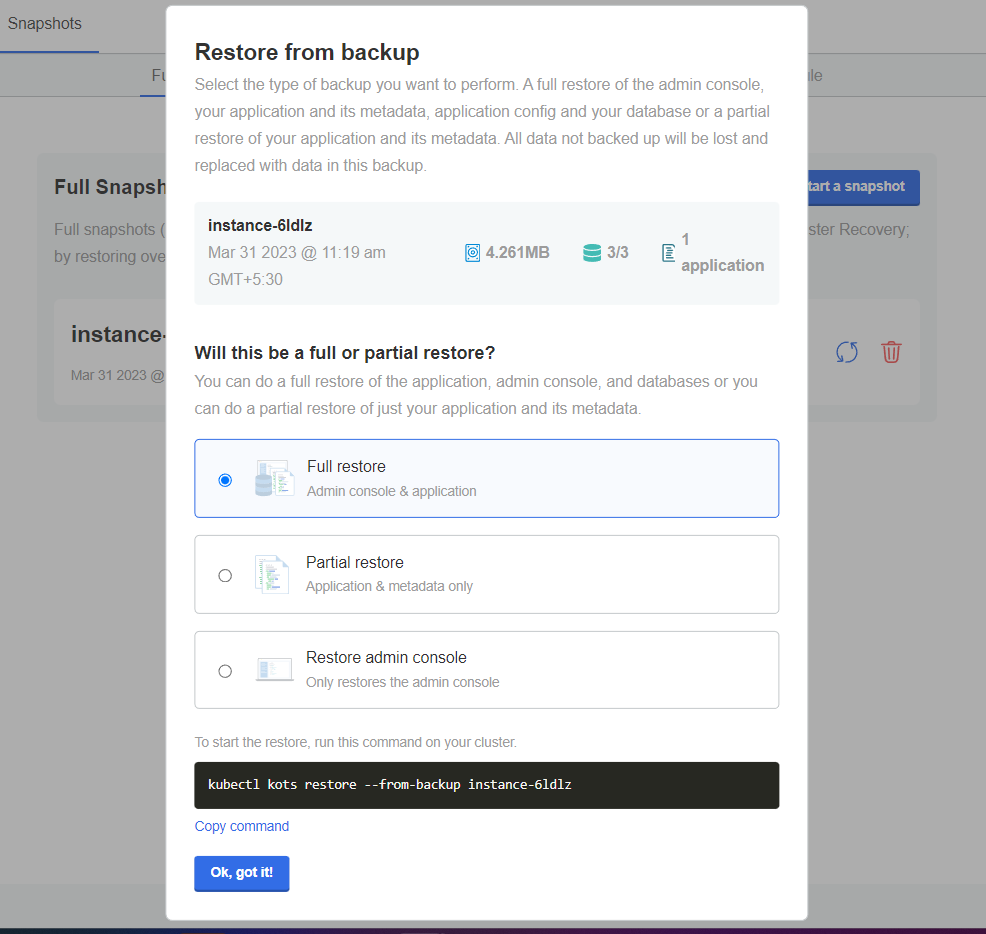 Snapshots
Restore from backup
Select the type of backup you want to perform. A full restore of the admin console,
your application and its metadata, application config and your database or a partial
restore of your application and its metadata. All data not backed up will be lost and
replaced with data in this backup.
Full Snapsh
tart a snapshot
Full snapshots (
ster Recovery;
by restoring ove
instance-6ldlz
Mar 31 2023 @ 11:19 am
GMT+5:30
4.261MB
3/3
1
application
instance-
Mar 31 2023 @
Will this be a full or partial restore?
You can do a full restore of the application, admin console, and databases or you
can do a partial restore of just your application and its metadata.
Full restore
Admin console & application
Partial restore
Application & metadata only
Restore admin console
Only restores the admin console
To start the restore, run this command on your cluster.
kubectl kots restore --from-backup instance-6ldlz
Copy command
Ok, got it!